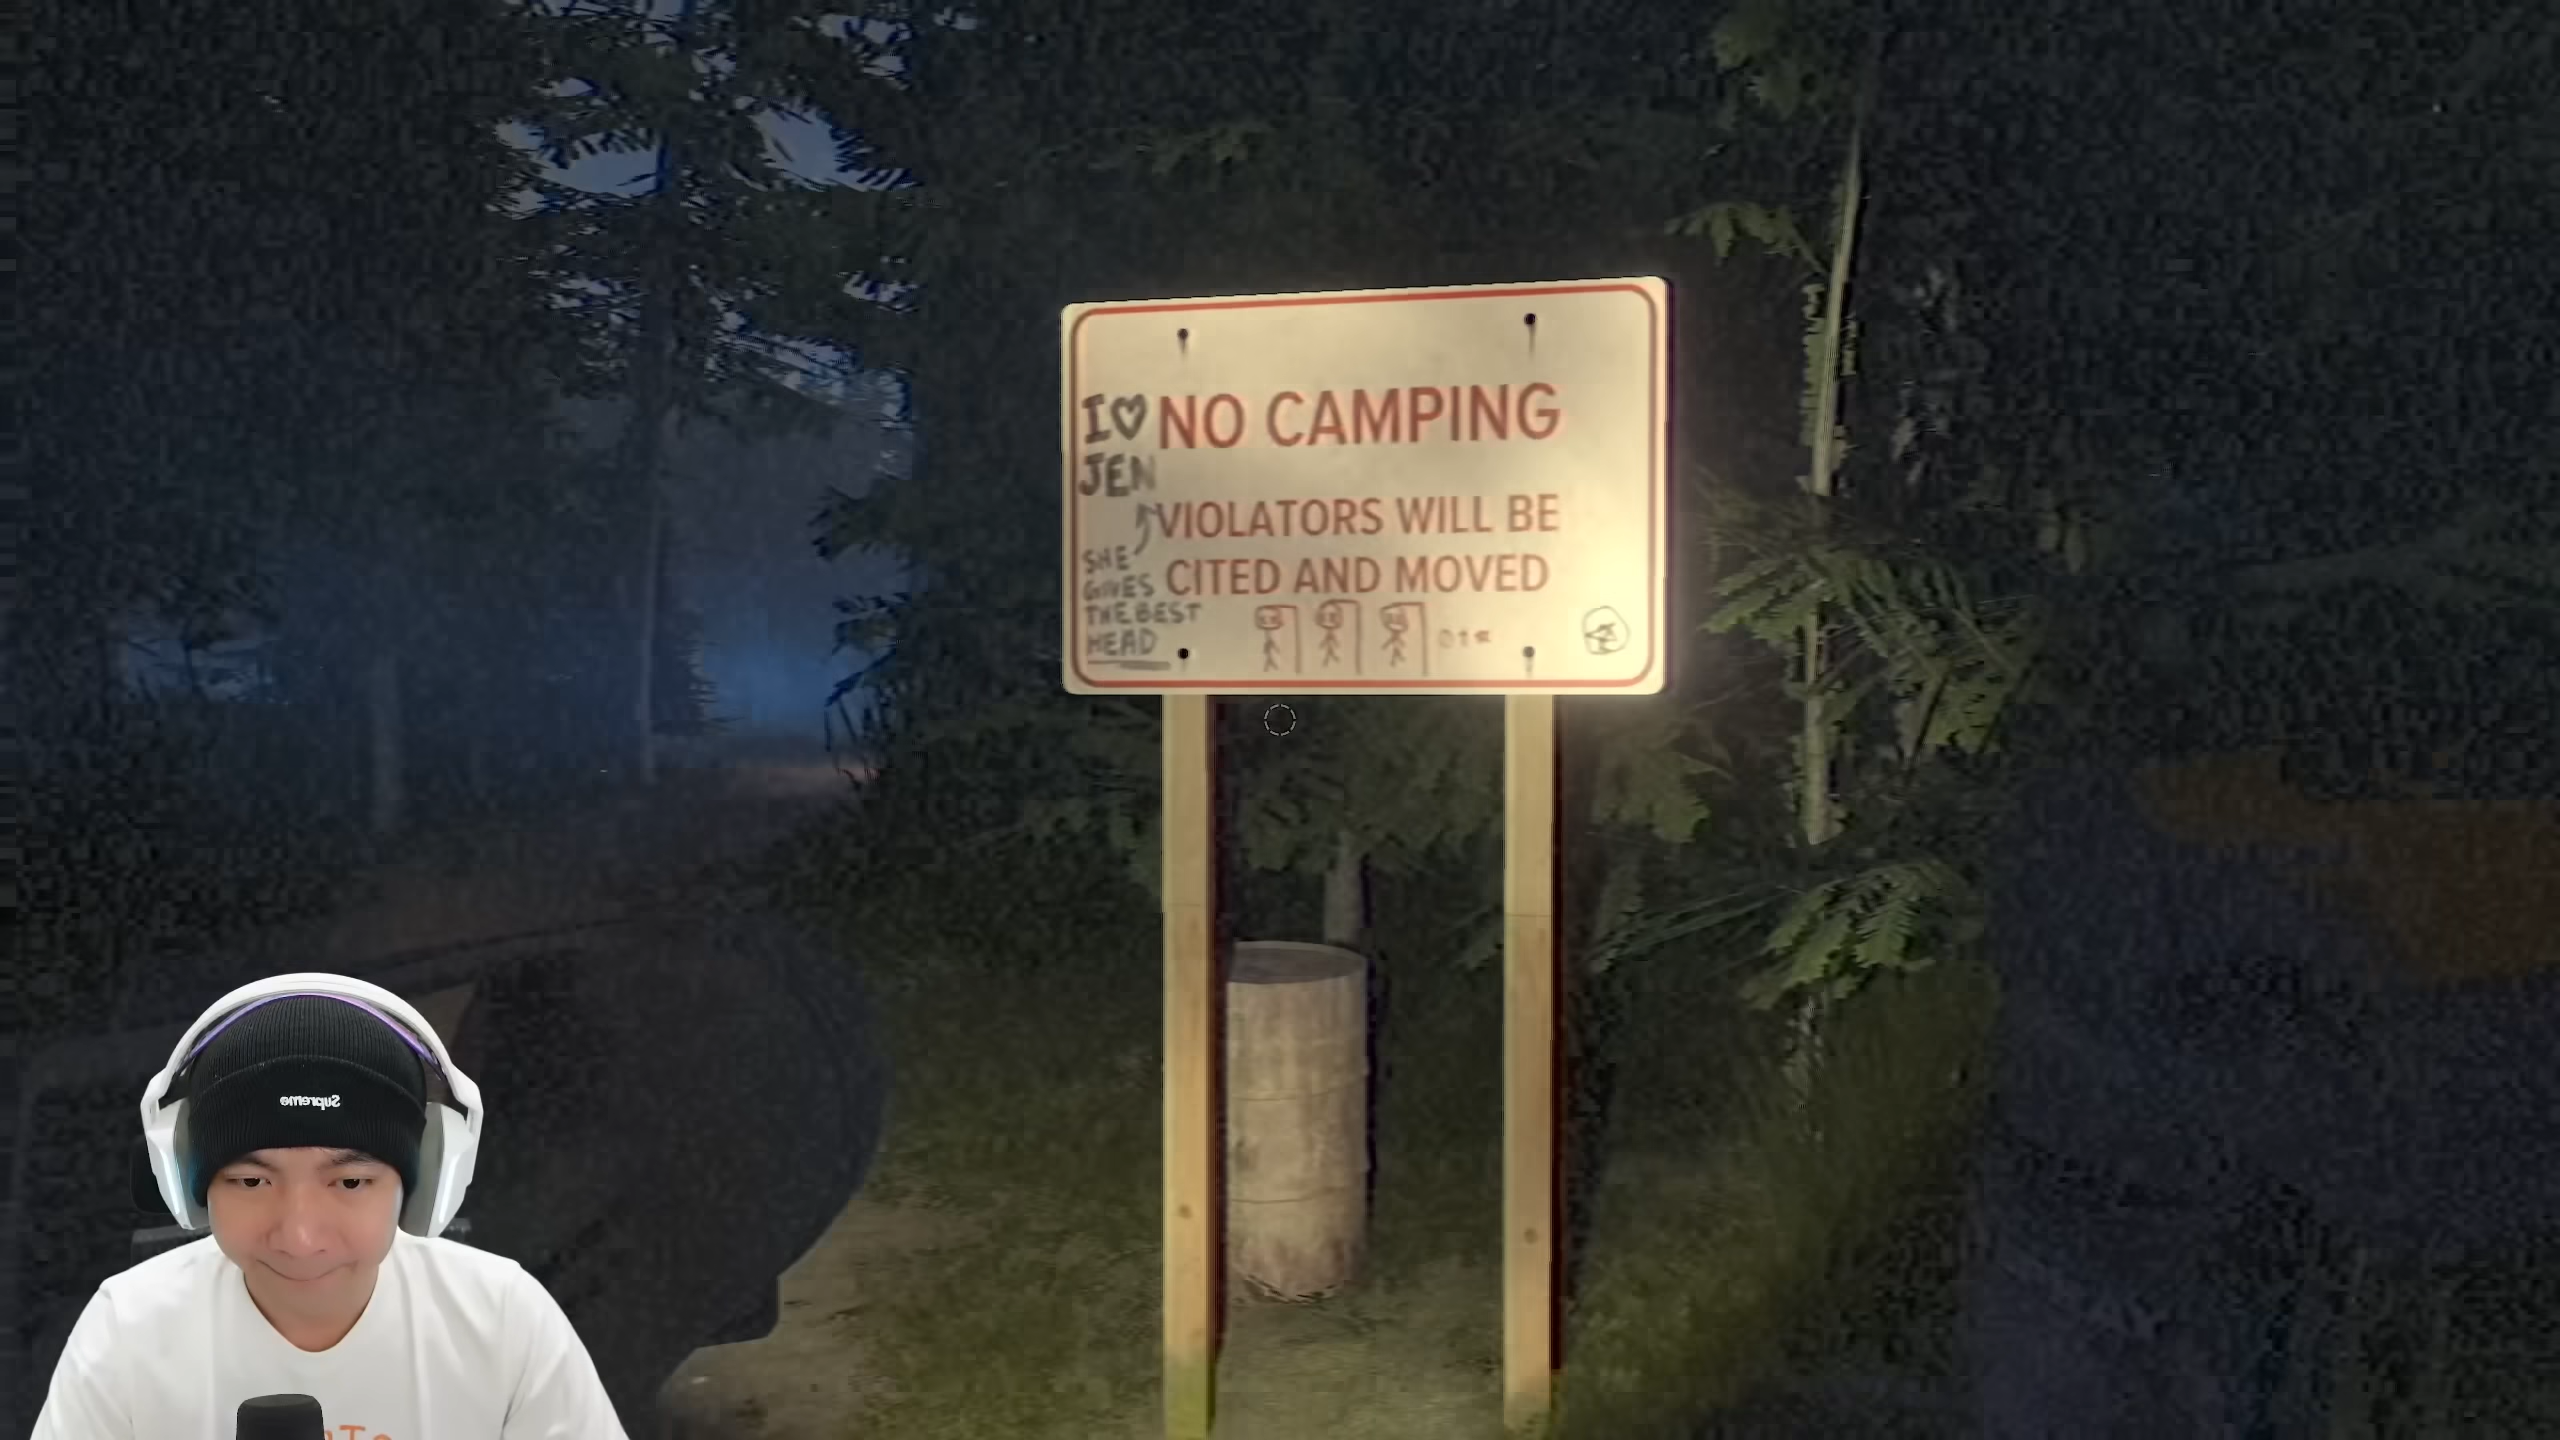 I♡ NO CAMPING
JEN
VIOLATORS WILL BE
CITED AND MOVED
SHE
GIVES
THE BEST
HEAD
Supreme